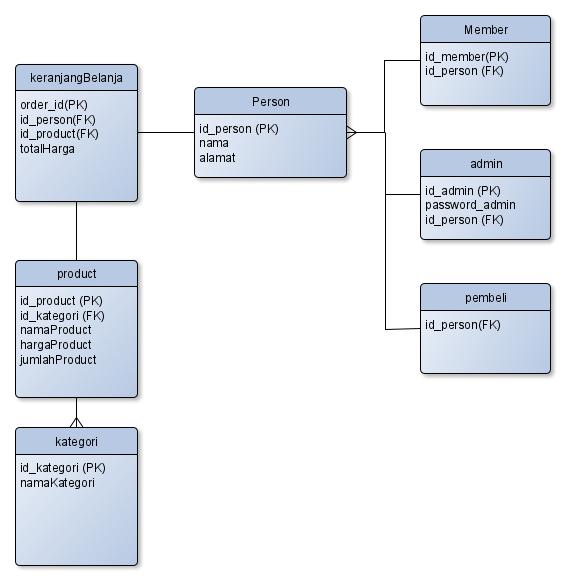 keranjangBelanja
order_id(PK)
id_person(FK)
id_product(FK)
totalHarga
Person
id_person (PK)
nama
alamat
Member
id_member(PK)
id_person (FK)
admin
id_admin (PK)
password_admin
id_person (FK)
pembeli
id_person(FK)
product
id_product (PK)
id_kategori (FK)
namaProduct
hargaProduct
jumlahProduct
kategori
id_kategori (PK)
namaKategori